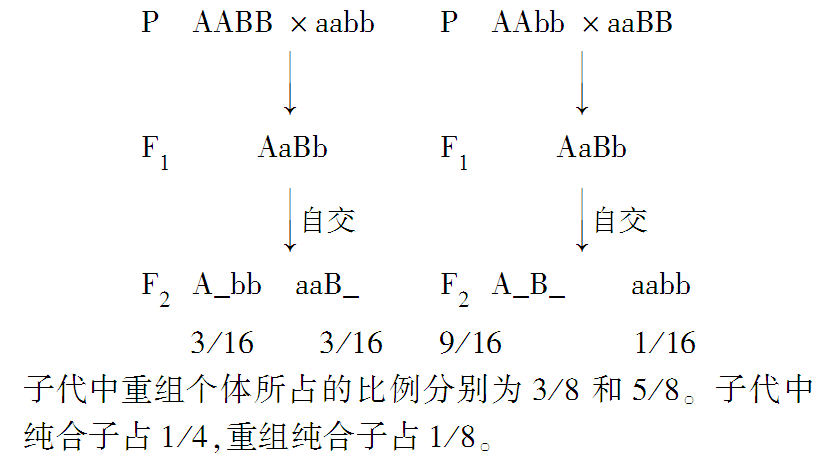 P AABB × aabb P AAbb × aaBB
F₁ AaBb F₁ AaBb
自交 自交
F₂ A_bb aaB_ F₂ A_B_ aabb
3/16 3/16 9/16 1/16
子代中重组个体所占的比例分别为 3/8 和 5/8。子代中
纯合子占 1/4,重组纯合子占 1/8。